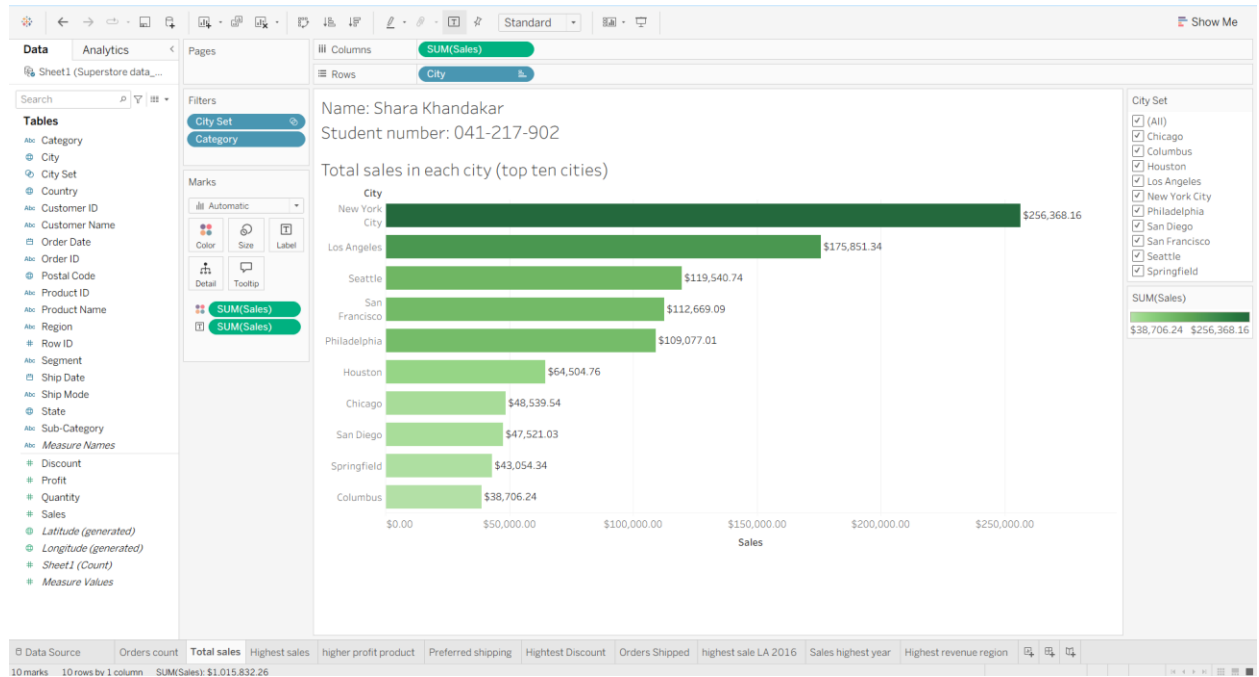 Standard
Show Me
Data
Analytics
Sheet1 (Superstore data_...
Search
Tables
Abc Category
City
City Set
Country
Abc Customer ID
Abc Customer Name
Order Date
Abc Order ID
Postal Code
Abc Product ID
Abc Product Name
Abc Region
# Row ID
Abc Segment
Ship Date
Abc Ship Mode
State
Abc Sub-Category
Abc Measure Names
# Discount
# Profit
# Quantity
# Sales
Latitude (generated)
Longitude (generated)
# Sheet1 (Count)
# Measure Values
Pages
Filters
City Set
Category
Marks
Automatic
Color
Size
Label
Detail
Tooltip
SUM(Sales)
SUM(Sales)
Columns
SUM(Sales)
Rows
City
Name: Shara Khandakar
Student number: 041-217-902
Total sales in each city (top ten cities)
City
New York
City
$256,368.16
Los Angeles
$175,851.34
Seattle
$119,540.74
San
Francisco
$112,669.09
Philadelphia
$109,077.01
Houston
$64,504.76
Chicago
$48,539.54
San Diego
$47,521.03
Springfield
$43,054.34
Columbus
$38,706.24
$0.00 $50,000.00 $100,000.00 $150,000.00 $200,000.00 $250,000.00
Sales
City Set
(All)
Chicago
Columbus
Houston
Los Angeles
New York City
Philadelphia
San Diego
San Francisco
Seattle
Springfield
SUM(Sales)
$38,706.24 $256,368.16
Data Source
Orders count
Total sales
Highest sales
higher profit product
Preferred shipping
Hightest Discount
Orders Shipped
highest sale LA 2016
Sales highest year
Highest revenue region
10 marks 10 rows by 1 column SUM(Sales): $1,015,832.26